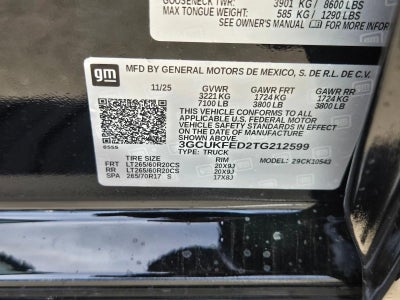 GOOSENECK TWR: 3901 KG / 8600 LBS
MAX TONGUE WEIGHT: 585 KG / 1290 LBS
SEE OWNER'S MANUAL FOR MORE INFOR
gm
MFD BY GENERAL MOTORS DE MEXICO, S. DE R.L. DE C.V.
11/25 GVWR GAWR FRT GAWR RR
3221 KG 1724 KG 1724 KG
7100 LB 3800 LB 3800 LB
THIS VEHICLE CONFORMS TO ALL
APPLICABLE U.S. FEDERAL MOTOR
VEHICLE SAFETY STANDARDS IN EFFECT
ON THE DATE OF MANUFACTURE
SHOWN ABOVE.
3GCUKFED2TG212599
TYPE: TRUCK
MODEL: 29CK10543
TIRE SIZE RIM
FRT LT265/60R20CS 20X9J
RR LT265/60R20CS 20X9J
SPA 265/70R17 S 17X8J